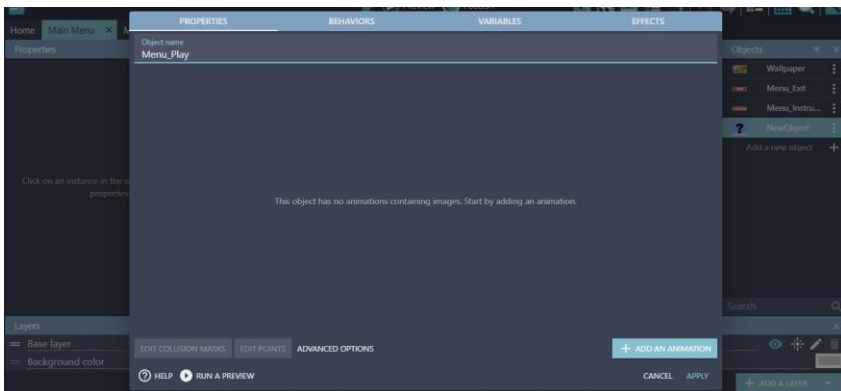 PROPERTIES BEHAVIORS VARIABLES EFFECTS
Home Main Menu × M
Properties
Object name
Menu_Play
Objects
Wallpaper
Menu_Exit
Menu_Instru...
NewObject
Add a new object +
Click on an instance in the s
properties
This object has no animations containing images. Start by adding an animation.
Search
Layers
Base layer
Background color
EDIT COLLISION MASKS EDIT POINTS ADVANCED OPTIONS + ADD AN ANIMATION
HELP RUN A PREVIEW CANCEL APPLY
+ ADD A LAYER